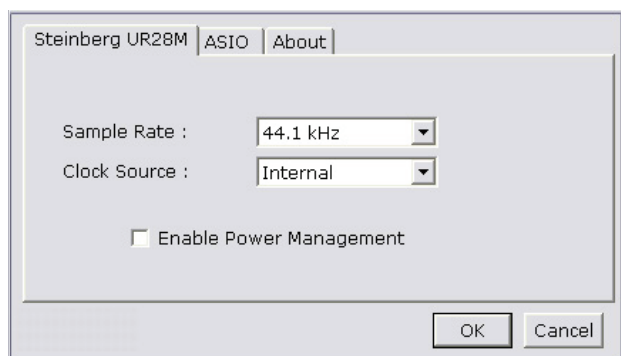 Steinberg UR28M ASIO About
Sample Rate : 44.1 kHz
Clock Source : Internal
Enable Power Management
OK Cancel